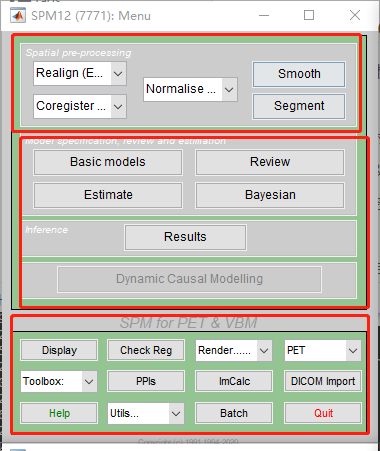 SPM12 (7771): Menu
Spatial pre-processing
Realign (E...
Normalise ...
Smooth
Coregister ...
Segment
Model specification, review and estimation
Basic models
Review
Estimate
Bayesian
Inference
Results
Dynamic Causal Modelling
SPM for PET & VBM
Display
Check Reg
Render......
PET
Toolbox:
PPIs
ImCalc
DICOM Import
Help
Utils...
Batch
Quit
Copyright (c) 1991,1994-2020